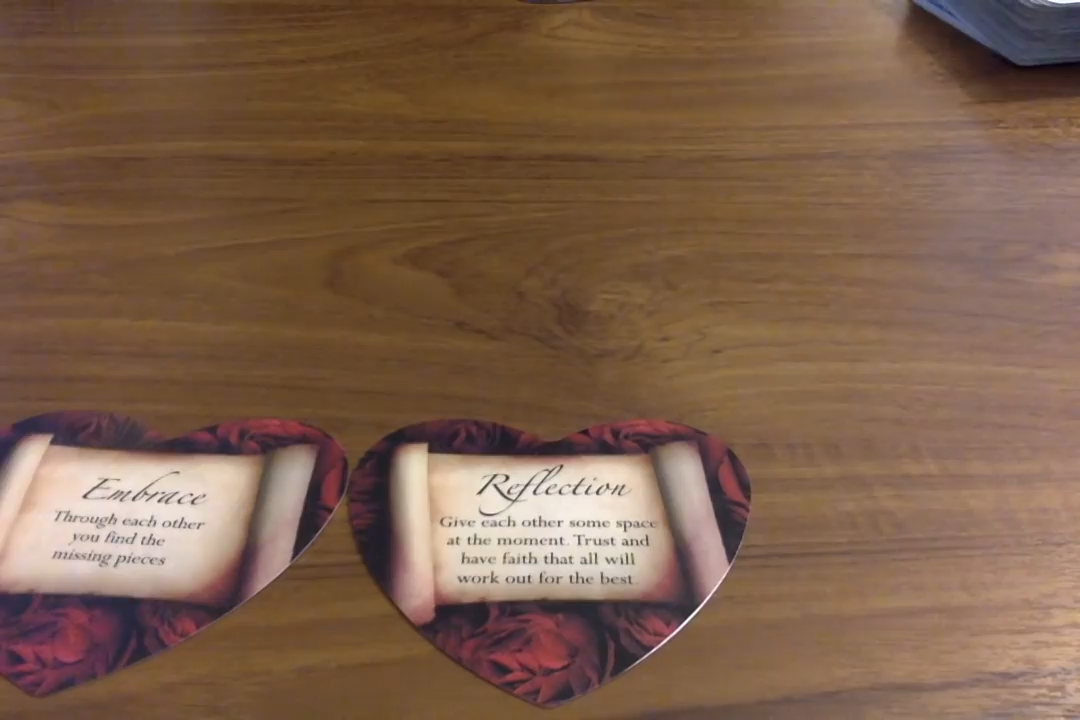 Embrace
Through each other
you find the
missing pieces
Reflection
Give each other some space
at the moment. Trust and
have faith that all will
work out for the best.